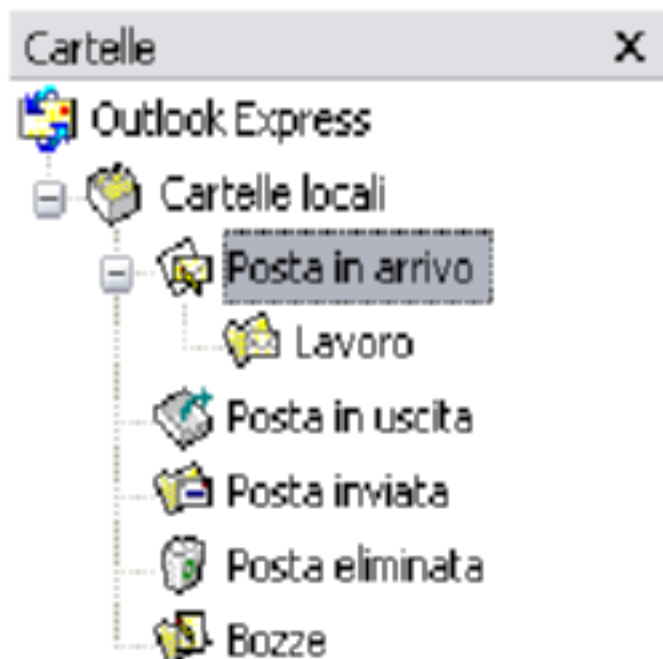 Cartelle
Outlook Express
Cartelle locali
Posta in arrivo
Lavoro
Posta in uscita
Posta inviata
Posta eliminata
Bozze